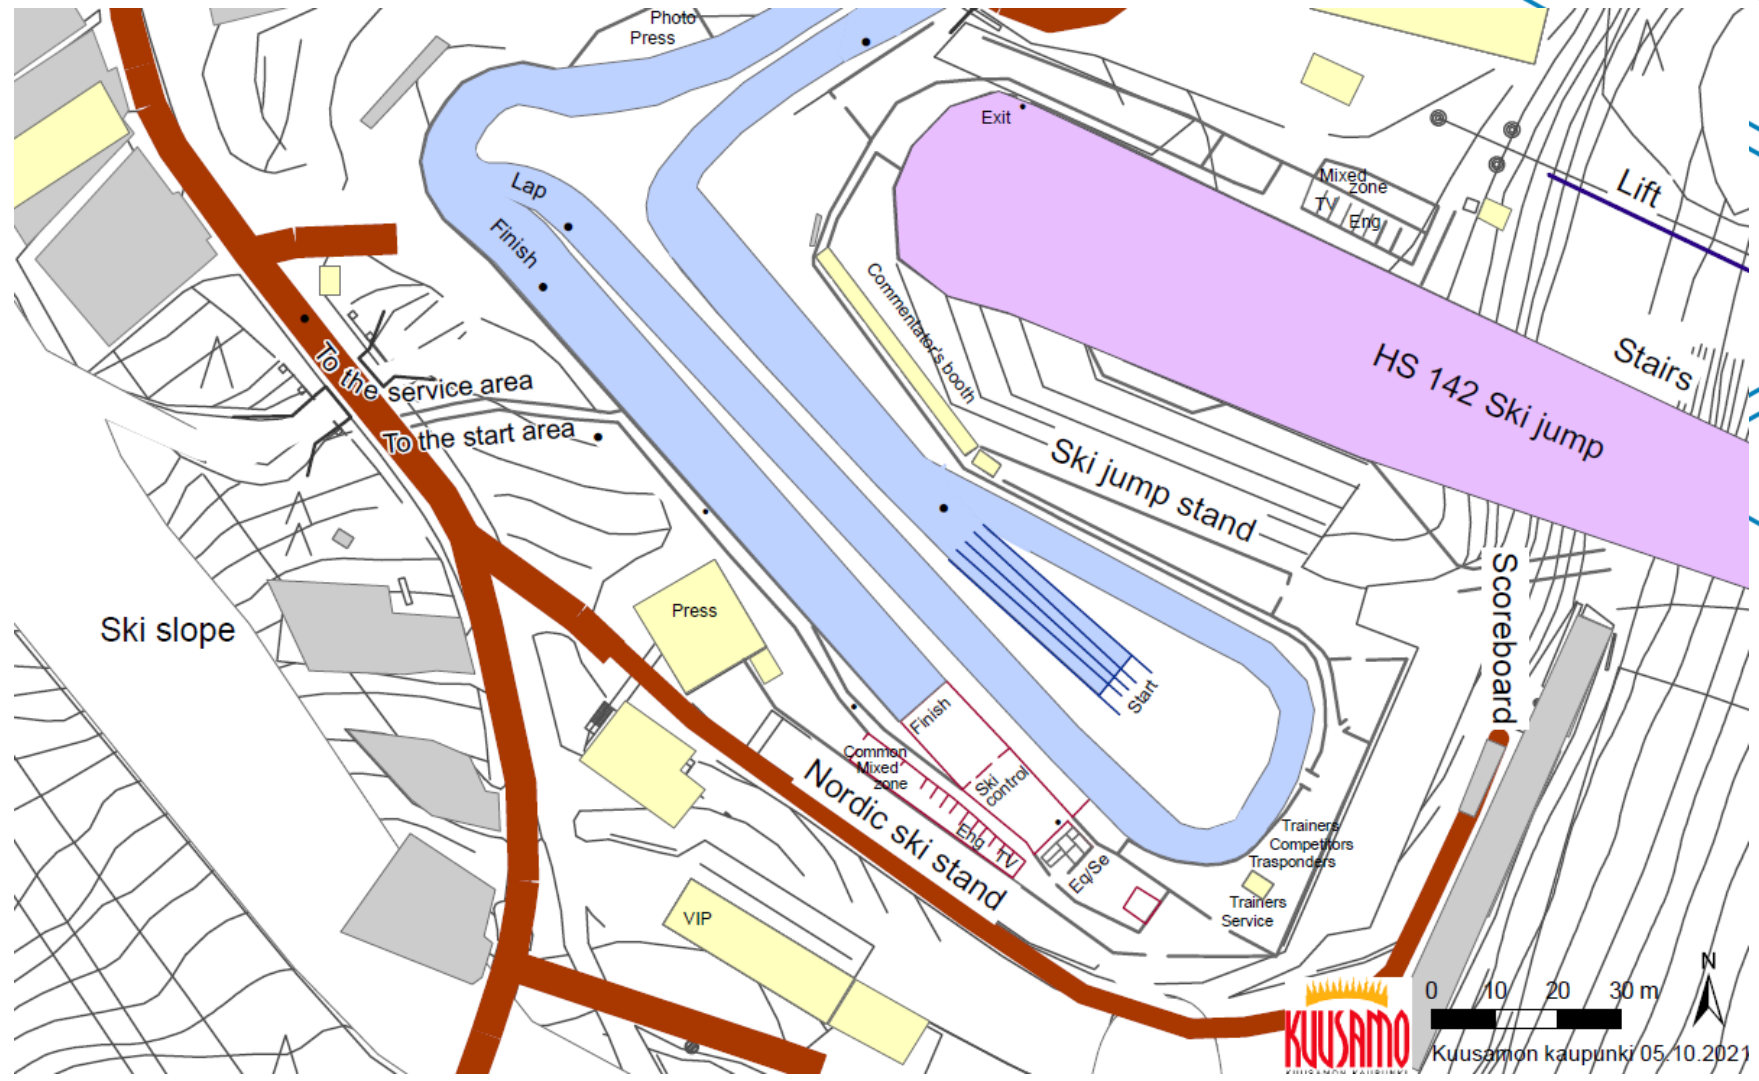 Photo
Press
Exit
Mixed
zone
TV
Eng
Lift
Lap
Finish
Commentator's booth
HS 142 Ski jump
Stairs
To the service area
To the start area
Ski jump stand
Scoreboard
Ski slope
Press
Start
Finish
Common
Mixed
zone
Ski
control
Nordic ski stand
Eng
TV
Eq/Se
Trainers
Competitors
Trasponders
Trainers
Service
VIP
N
0 10 20 30 m
KUUSAMO
KUUSAMON KAUPUNKI
Kuusamon kaupunki 05.10.2021